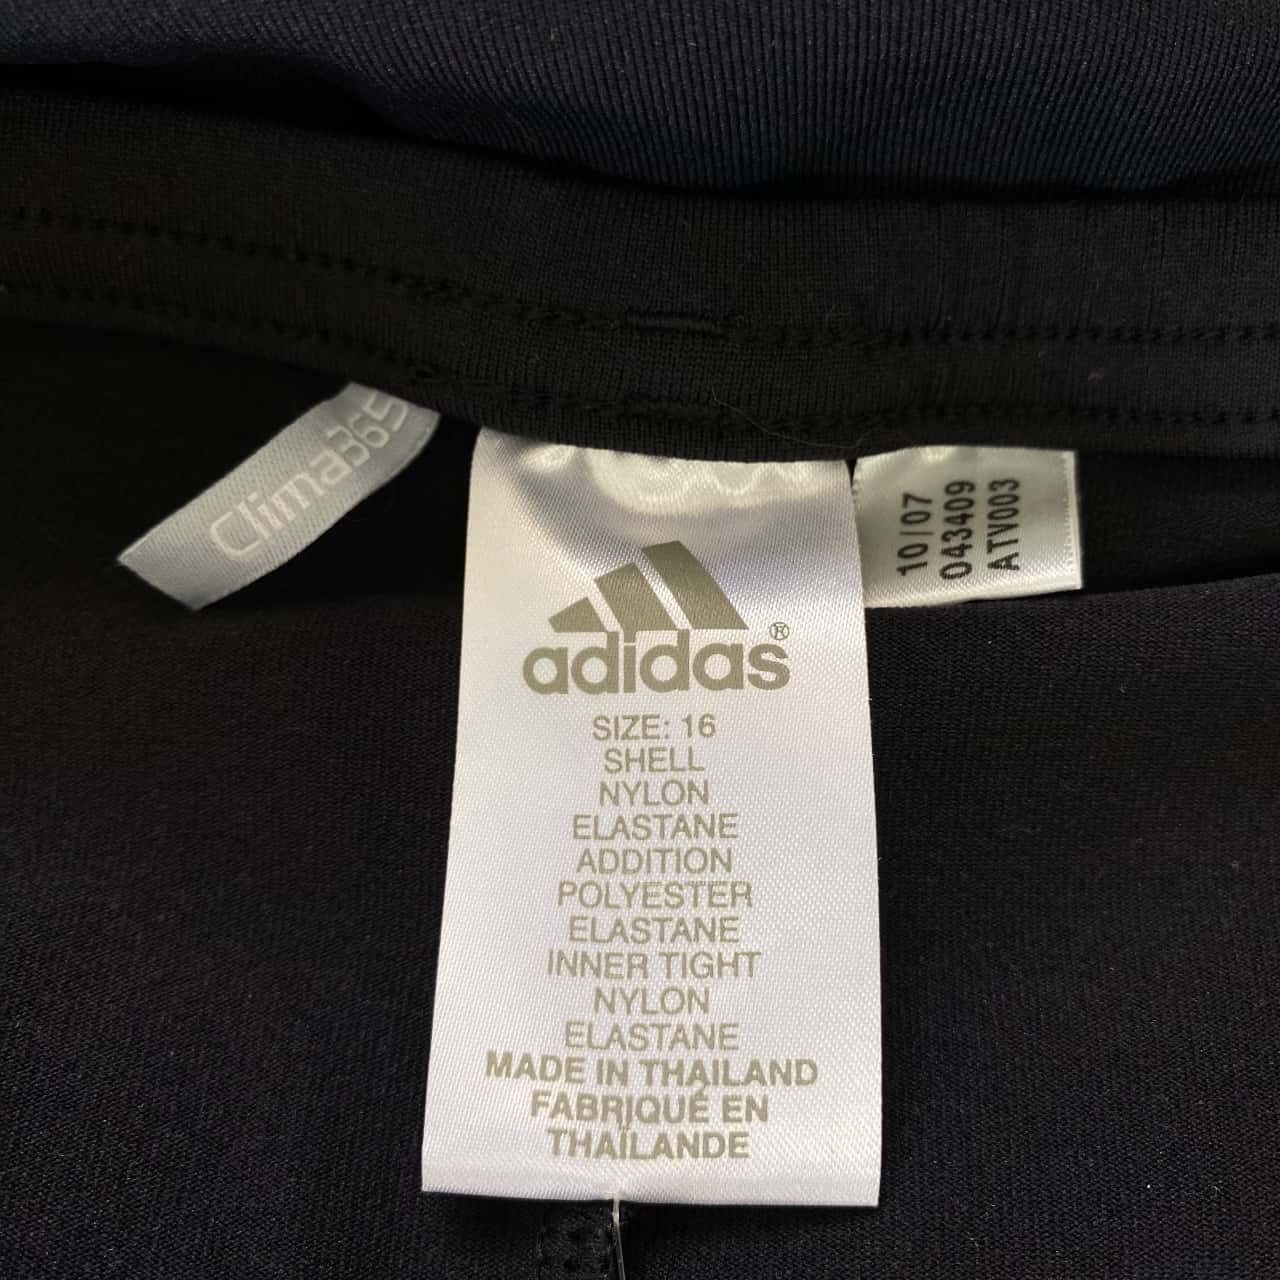 Clima365
10/07
043409
ATV003
adidas®
SIZE: 16
SHELL
NYLON
ELASTANE
ADDITION
POLYESTER
ELASTANE
INNER TIGHT
NYLON
ELASTANE
MADE IN THAILAND
FABRIQUÉ EN
THAÏLANDE